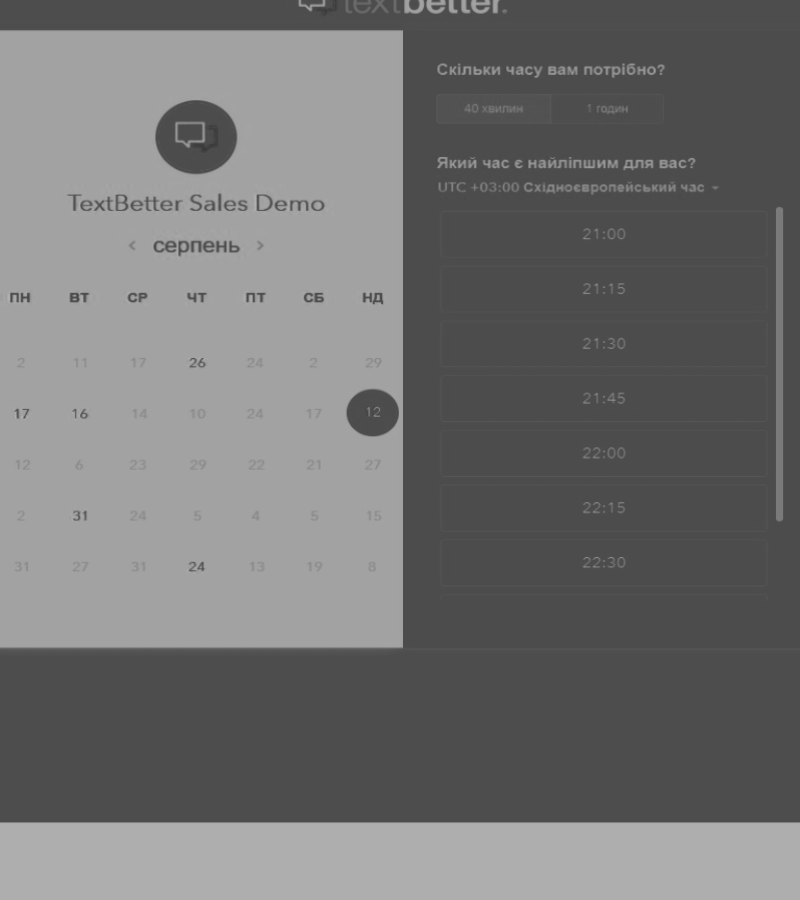 textbetter.
TextBetter Sales Demo
серпень
ПН ВТ СР ЧТ ПТ СБ НД
2 11 17 26 24 2 29
17 16 14 10 24 17 12
12 6 23 29 22 21 27
2 31 24 5 4 5 15
31 27 31 24 13 19 8
Скільки часу вам потрібно?
40 хвилин 1 годин
Який час є найліпшим для вас?
UTC +03:00 Східноєвропейський час
21:00
21:15
21:30
21:45
22:00
22:15
22:30